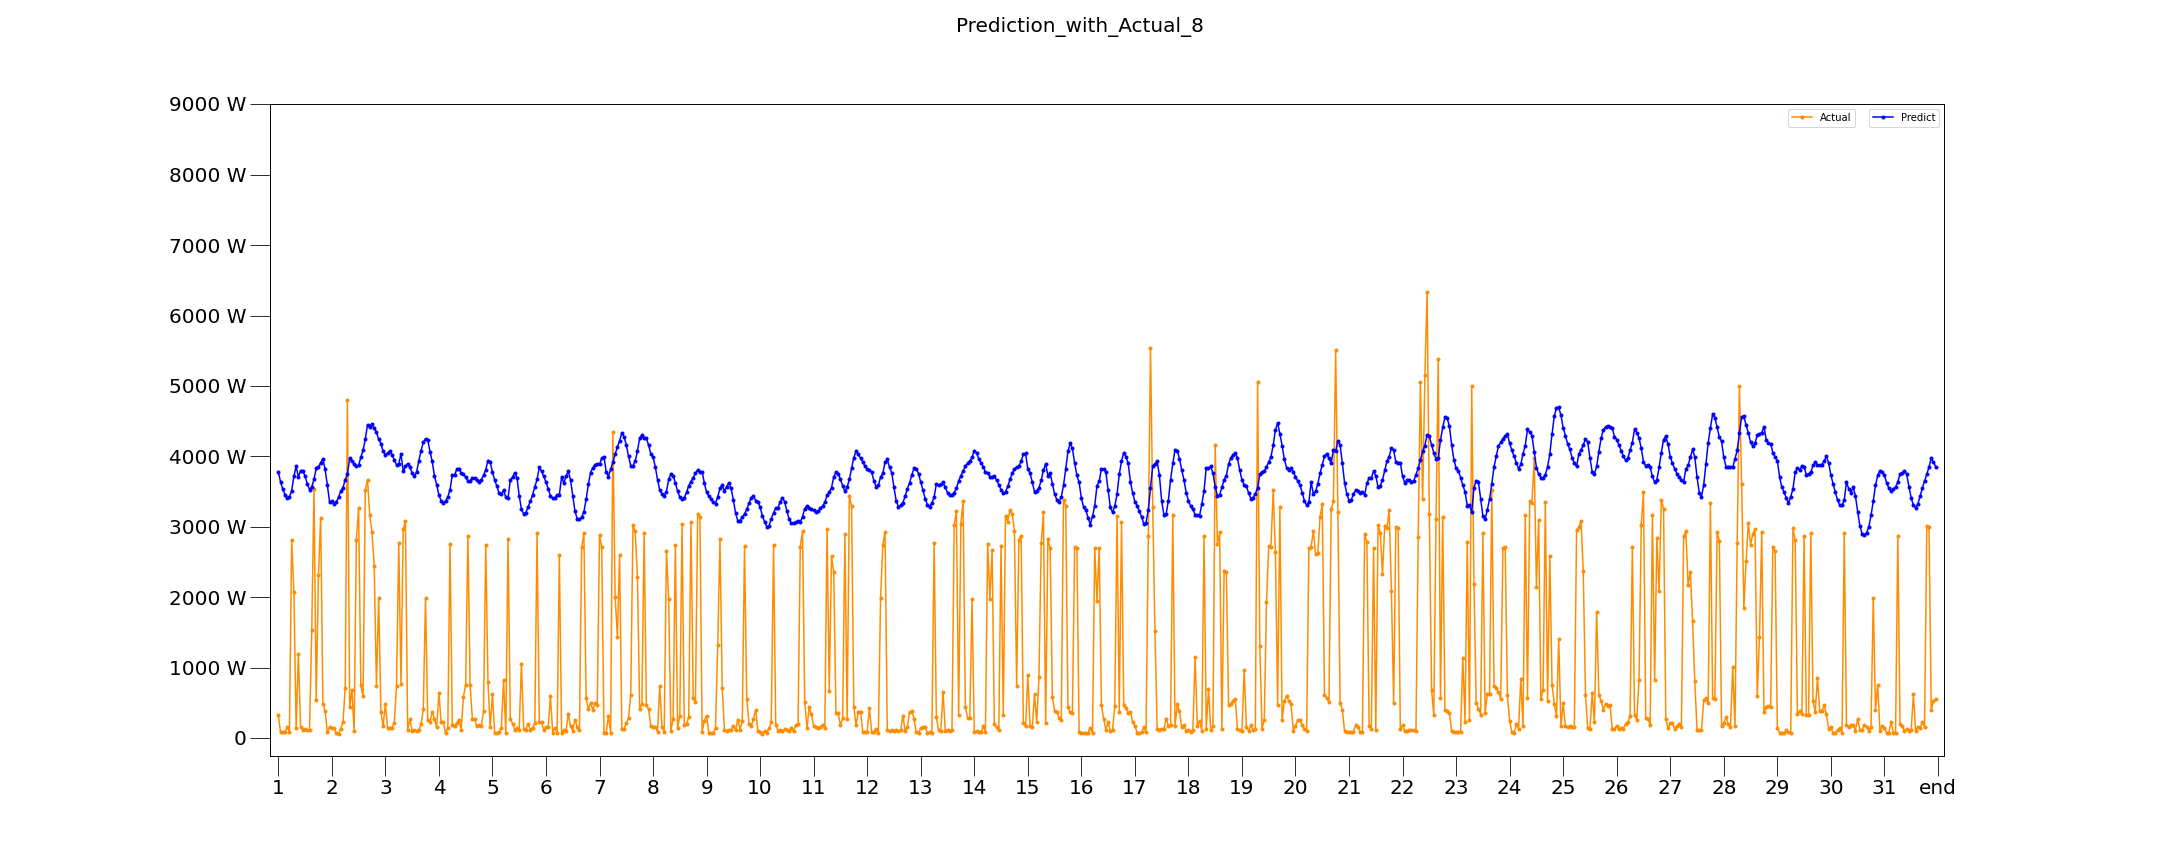 Prediction_with_Actual_8
Actual Predict
9000 W
8000 W
7000 W
6000 W
5000 W
4000 W
3000 W
2000 W
1000 W
0
1 2 3 4 5 6 7 8 9 10 11 12 13 14 15 16 17 18 19 20 21 22 23 24 25 26 27 28 29 30 31 end